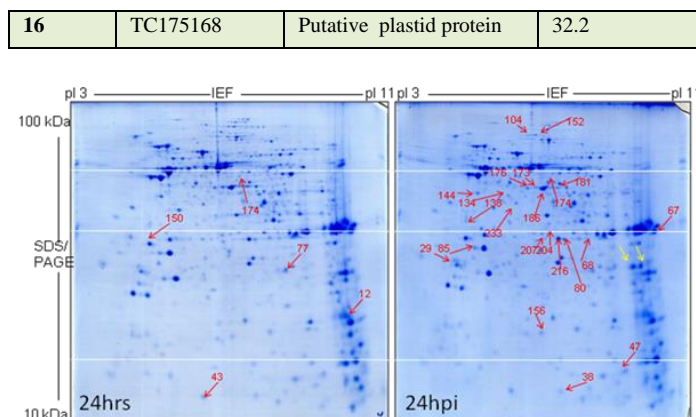 16 TC175168 Putative plastid protein 32.2
pI 3 IEF pI 11 pI 3 IEF pI 1
100 kDa
104 152
176 173 181
174 144 134 138 186 174
150 233 67
77 29 85 207 204 68
SDS/
PAGE
216
80
12
156
47
43 38
24hrs 24hpi
10 kDa